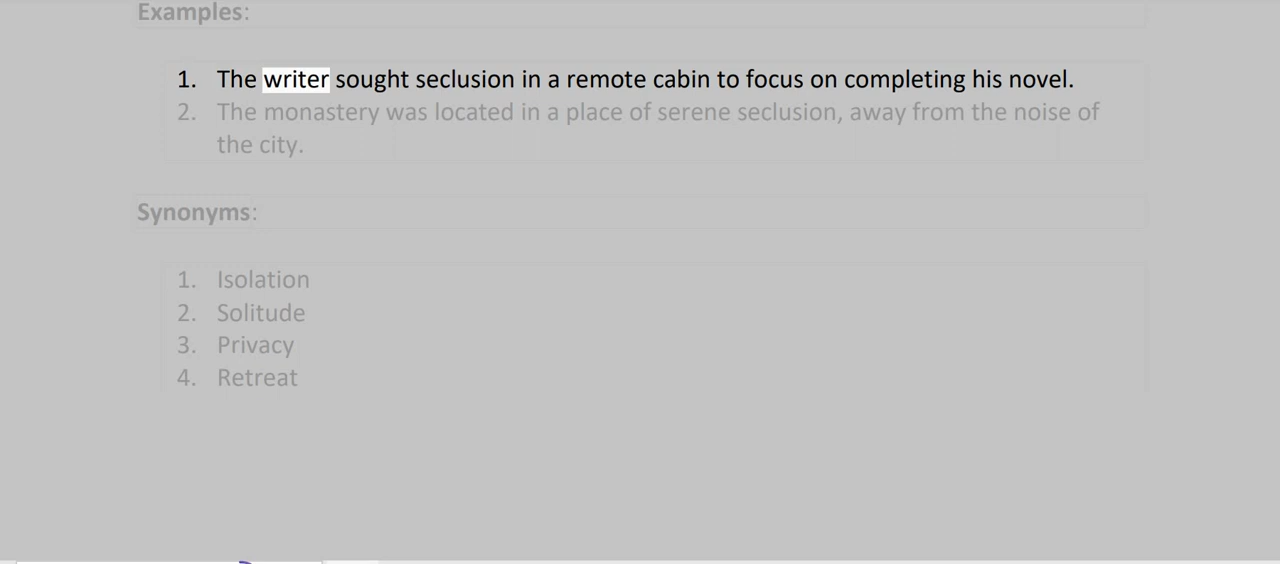 Examples:
1. The writer sought seclusion in a remote cabin to focus on completing his novel.
2. The monastery was located in a place of serene seclusion, away from the noise of
the city.
Synonyms:
1. Isolation
2. Solitude
3. Privacy
4. Retreat